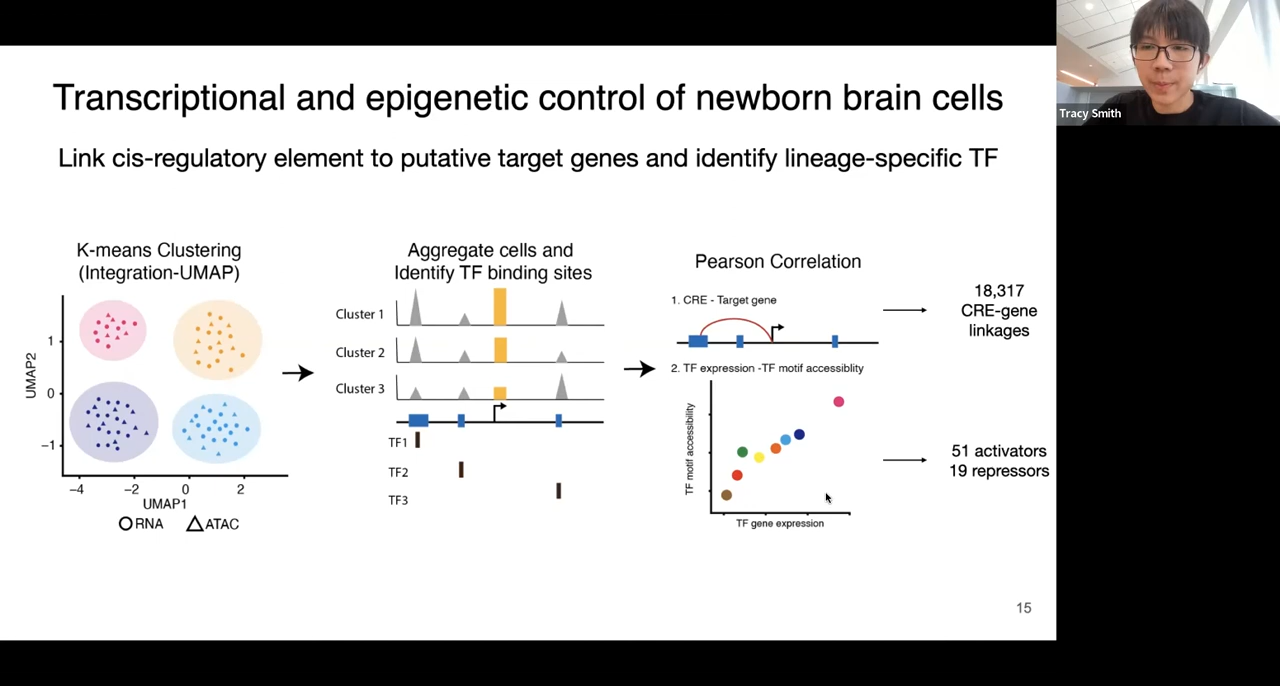 Transcriptional and epigenetic control of newborn brain cells
Tracy Smith
Link cis-regulatory element to putative target genes and identify lineage-specific TF
K-means Clustering
(Integration-UMAP)
UMAP2
1
0
−1
−4
−2
0
2
UMAP1
RNA
ATAC
Aggregate cells and
Identify TF binding sites
Cluster 1
Cluster 2
Cluster 3
TF1
TF2
TF3
Pearson Correlation
1. CRE - Target gene
2. TF expression -TF motif accessiblity
TF motif accessibility
TF gene expression
18,317
CRE-gene
linkages
51 activators
19 repressors
15